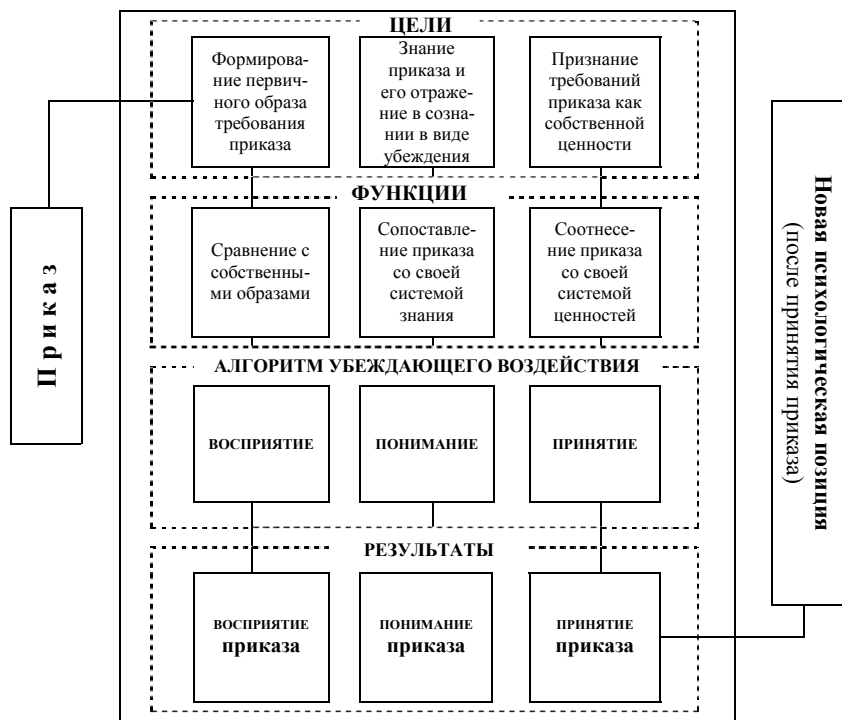 ЦЕЛИ
Формирова-
ние первич-
ного образа
требования
приказа
Знание
приказа и
его отраже-
ние в созна-
нии в виде
убеждения
Признание
требований
приказа как
собственной
ценности
ФУНКЦИИ
Сравнение с
собственны-
ми образами
Сопоставле-
ние приказа
со своей
системой
знания
Соотнесе-
ние приказа
со своей
системой
ценностей
АЛГОРИТМ УБЕЖДАЮЩЕГО ВОЗДЕЙСТВИЯ
ВОСПРИЯТИЕ
ПОНИМАНИЕ
ПРИНЯТИЕ
РЕЗУЛЬТАТЫ
ВОСПРИЯТИЕ
приказа
ПОНИМАНИЕ
приказа
ПРИНЯТИЕ
приказа
Приказ
Новая психологическая позиция
(после принятия приказа)